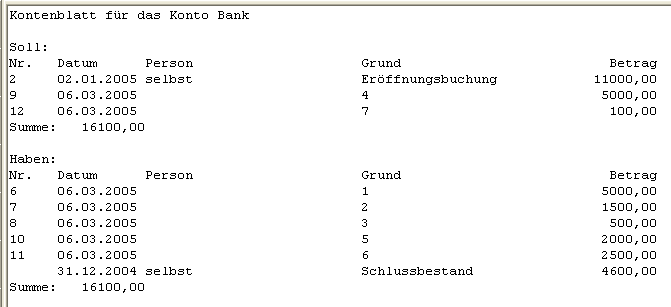 Kontenblatt für das Konto Bank
Soll:
Nr. Datum Person Grund Betrag
2 02.01.2005 selbst Eröffnungsbuchung 11000,00
9 06.03.2005 4 5000,00
12 06.03.2005 7 100,00
Summe: 16100,00
Haben:
Nr. Datum Person Grund Betrag
6 06.03.2005 1 5000,00
7 06.03.2005 2 1500,00
8 06.03.2005 3 500,00
10 06.03.2005 5 2000,00
11 06.03.2005 6 2500,00
31.12.2004 selbst Schlussbestand 4600,00
Summe: 16100,00